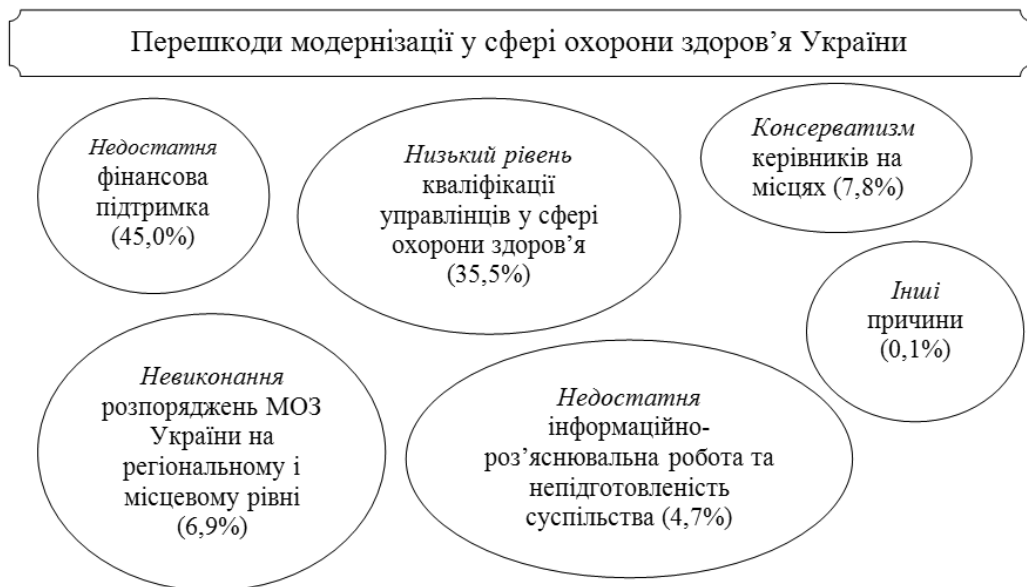 Перешкоди модернізації у сфері охорони здоров’я України
Недостатня
фінансова
підтримка
(45,0%)
Низький рівень
кваліфікації
управлінців у сфері
охорони здоров’я
(35,5%)
Консерватизм
керівників на
місцях (7,8%)
Інші
причини
(0,1%)
Невиконання
розпоряджень МОЗ
України на
регіональному і
місцевому рівні
(6,9%)
Недостатня
інформаційно-
роз’яснювальна робота та
непідготовленість
суспільства (4,7%)